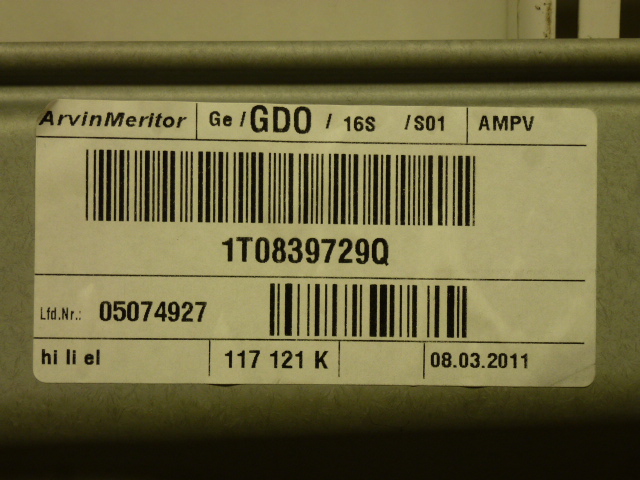 ArvinMeritor Ge / GDO / 16S / S01 AMPV
1T0839729Q
Lfd.Nr.: 05074927
hi li el 117 121 K 08.03.2011